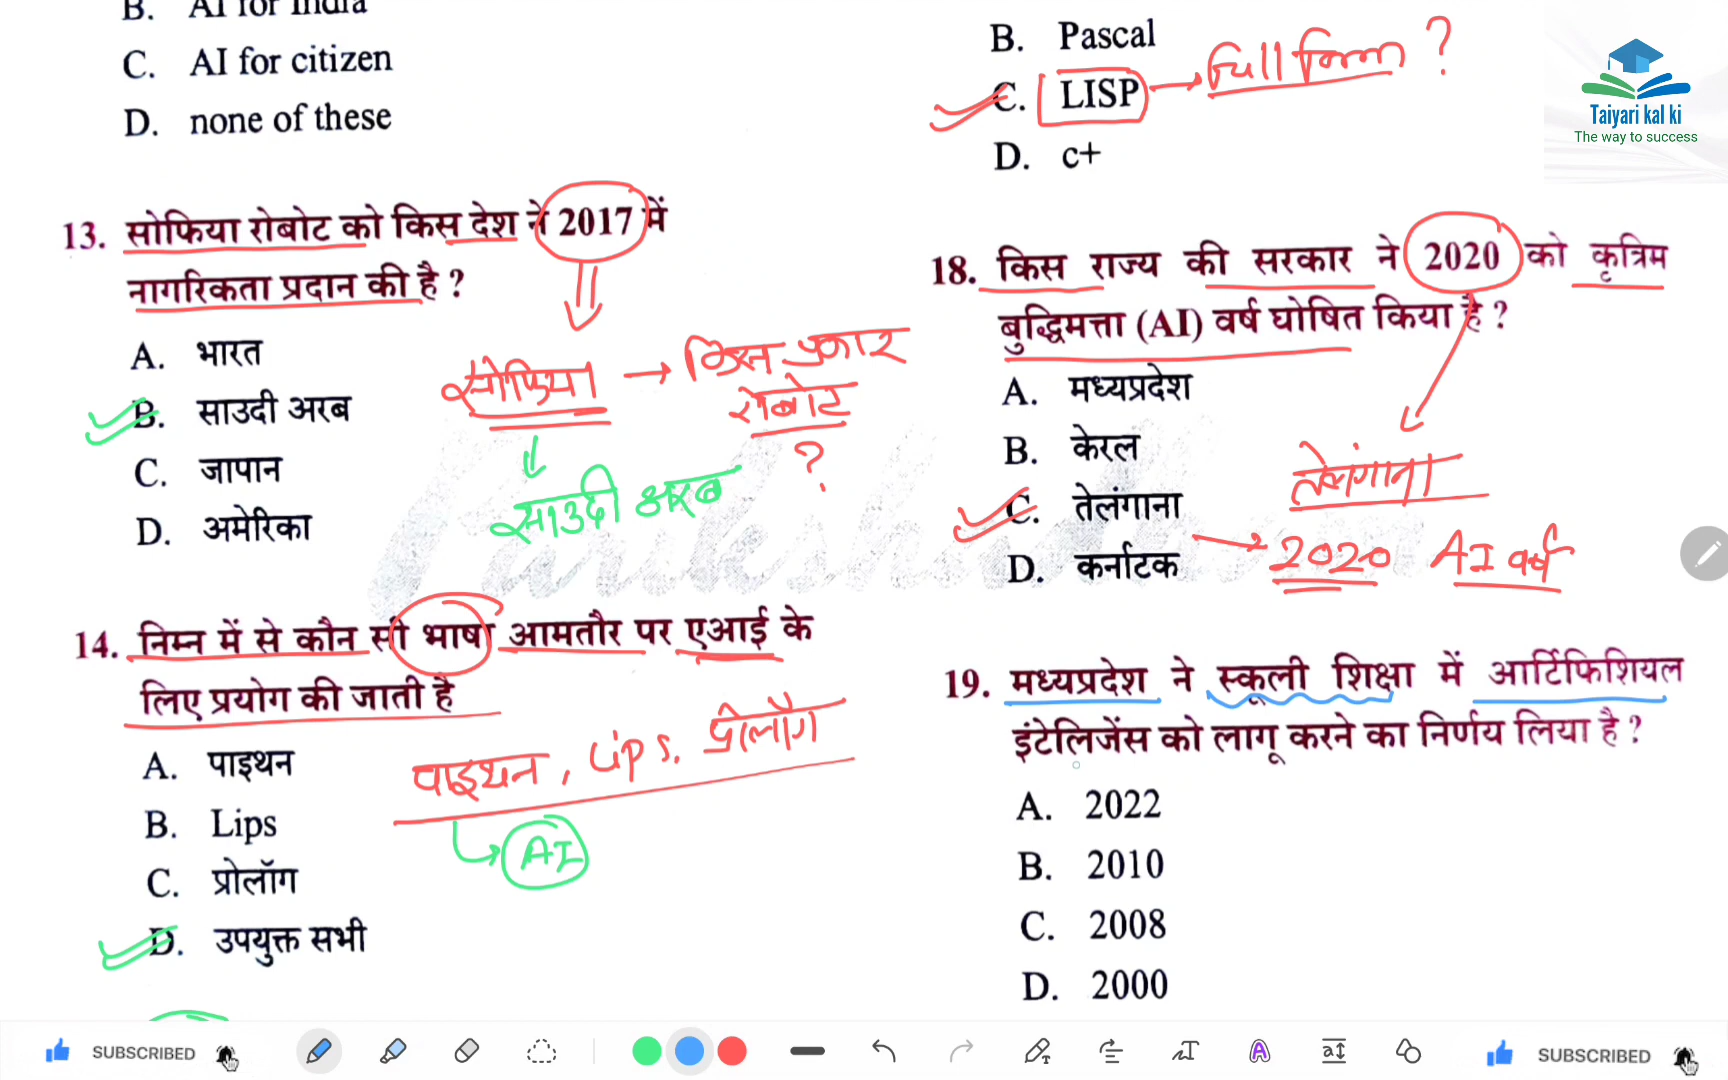 B. AI for India
C. AI for citizen
D. none of these
13. सोफिया रोबोट को किस देश ने 2017 में
नागरिकता प्रदान की है ?
A. भारत
B. साउदी अरब
C. जापान
D. अमेरिका
सोफिया → किस प्रकार
रोबोट
?
साउदी अरब
14. निम्न में से कौन सी भाषा आमतौर पर एआई के
लिए प्रयोग की जाती है
A. पाइथन
B. Lips
C. प्रोलॉग
D. उपयुक्त सभी
पाइथन, Lips, प्रोलॉग
AI
B. Pascal
C. LISP → Full form ?
D. c+
18. किस राज्य की सरकार ने 2020 को कृत्रिम
बुद्धिमत्ता (AI) वर्ष घोषित किया है ?
A. मध्यप्रदेश
B. केरल
C. तेलंगाना
D. कर्नाटक
तेलंगाना
→ 2020 AI वर्ष
19. मध्यप्रदेश ने स्कूली शिक्षा में आर्टिफिशियल
इंटेलिजेंस को लागू करने का निर्णय लिया है ?
A. 2022
B. 2010
C. 2008
D. 2000
Taiyari kal ki
The way to success
SUBSCRIBED
SUBSCRIBED